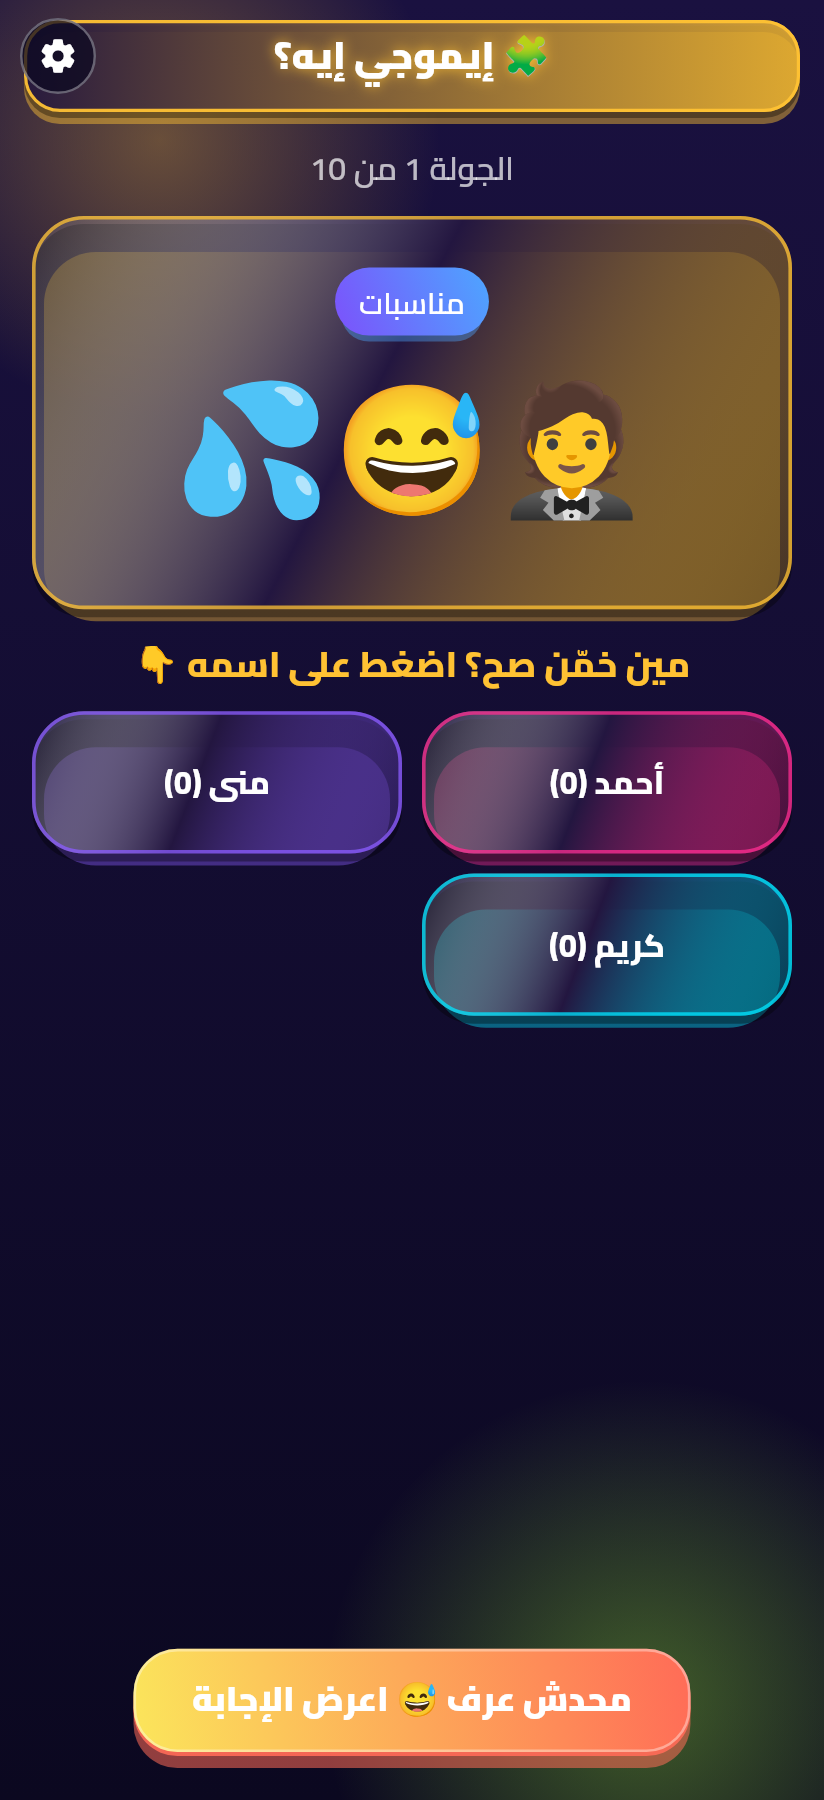 🧩 إيموجي إيه؟
الجولة 1 من 10
مناسبات
مين خمّن صح؟ اضغط على اسمه 👇
أحمد (0)
منى (0)
كريم (0)
محدش عرف 😅 اعرض الإجابة